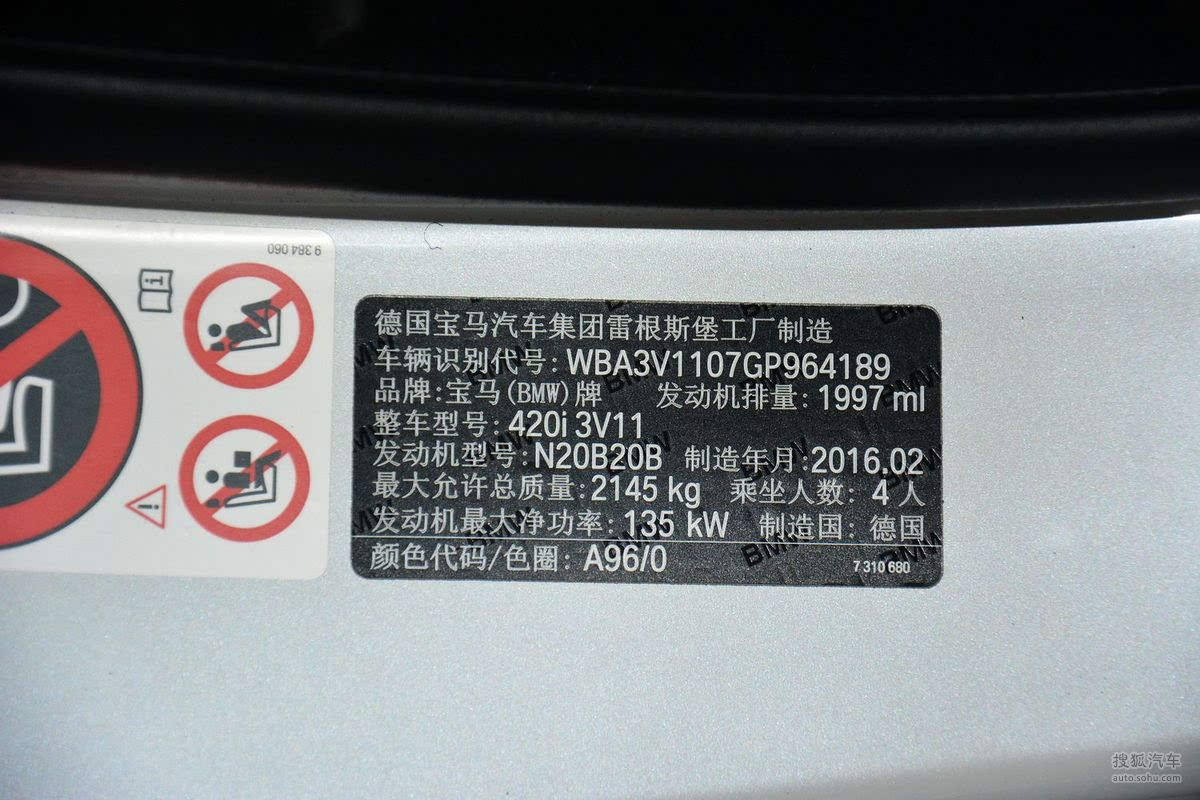 9 384 060
德国宝马汽车集团雷根斯堡工厂制造
车辆识别代号: WBA3V1107GP964189
品牌:宝马(BMW)牌 发动机排量: 1997 ml
整车型号: 420i 3V11
发动机型号: N20B20B 制造年月:2016.02
最大允许总质量: 2145 kg 乘坐人数: 4 人
发动机最大净功率: 135 kW 制造国: 德国
颜色代码/色圈: A96/0 7 310 680
搜狐汽车
auto.sohu.com